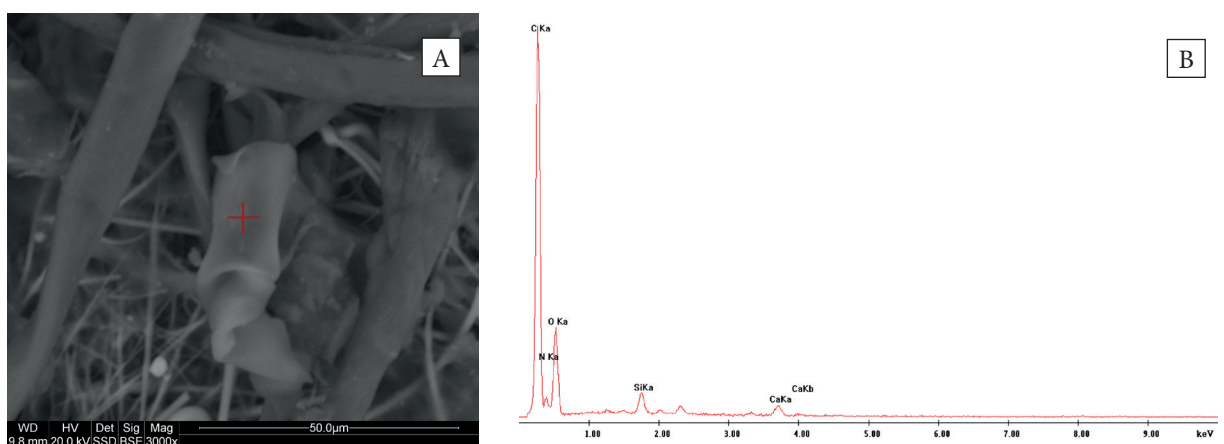 A
WD HV Det Sig Mag 50.0µm
9.8 mm 20.0 kV SSD BSE 3000x
B
C Ka
O Ka
N Ka
SiKa
CaKb
CaKa
1.00 2.00 3.00 4.00 5.00 6.00 7.00 8.00 9.00 keV